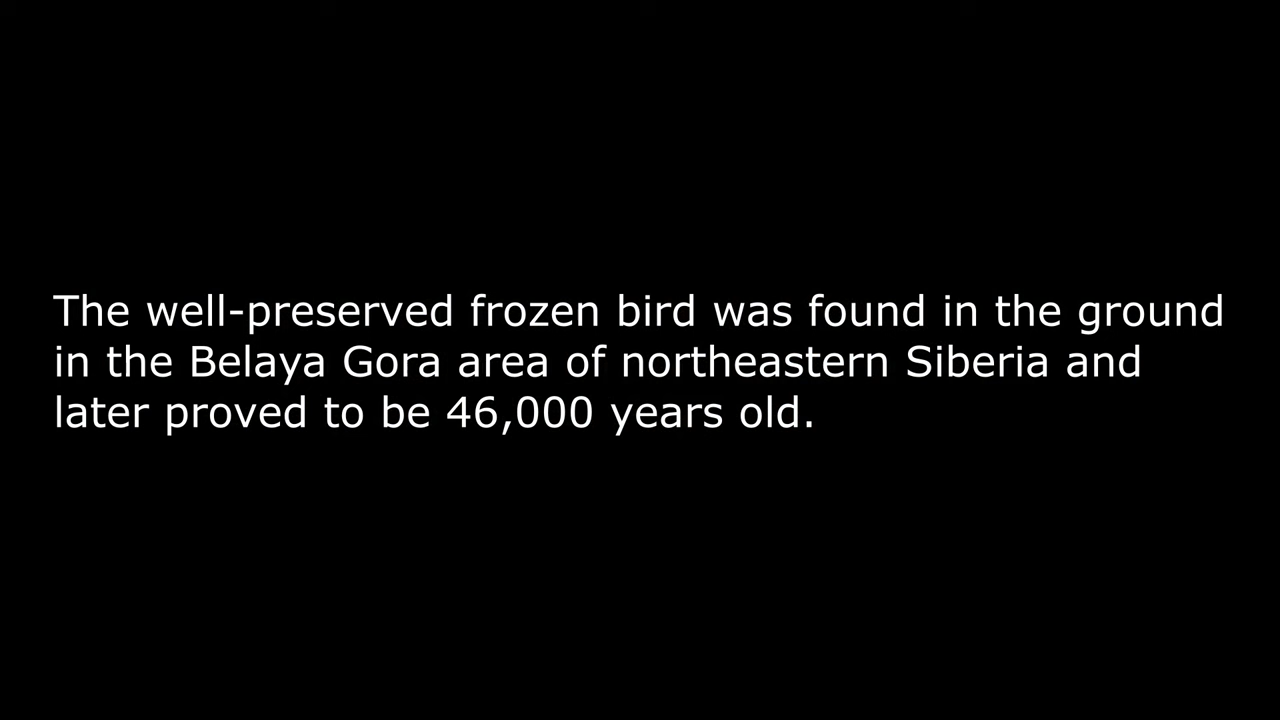 The well-preserved frozen bird was found in the ground
in the Belaya Gora area of northeastern Siberia and
later proved to be 46,000 years old.